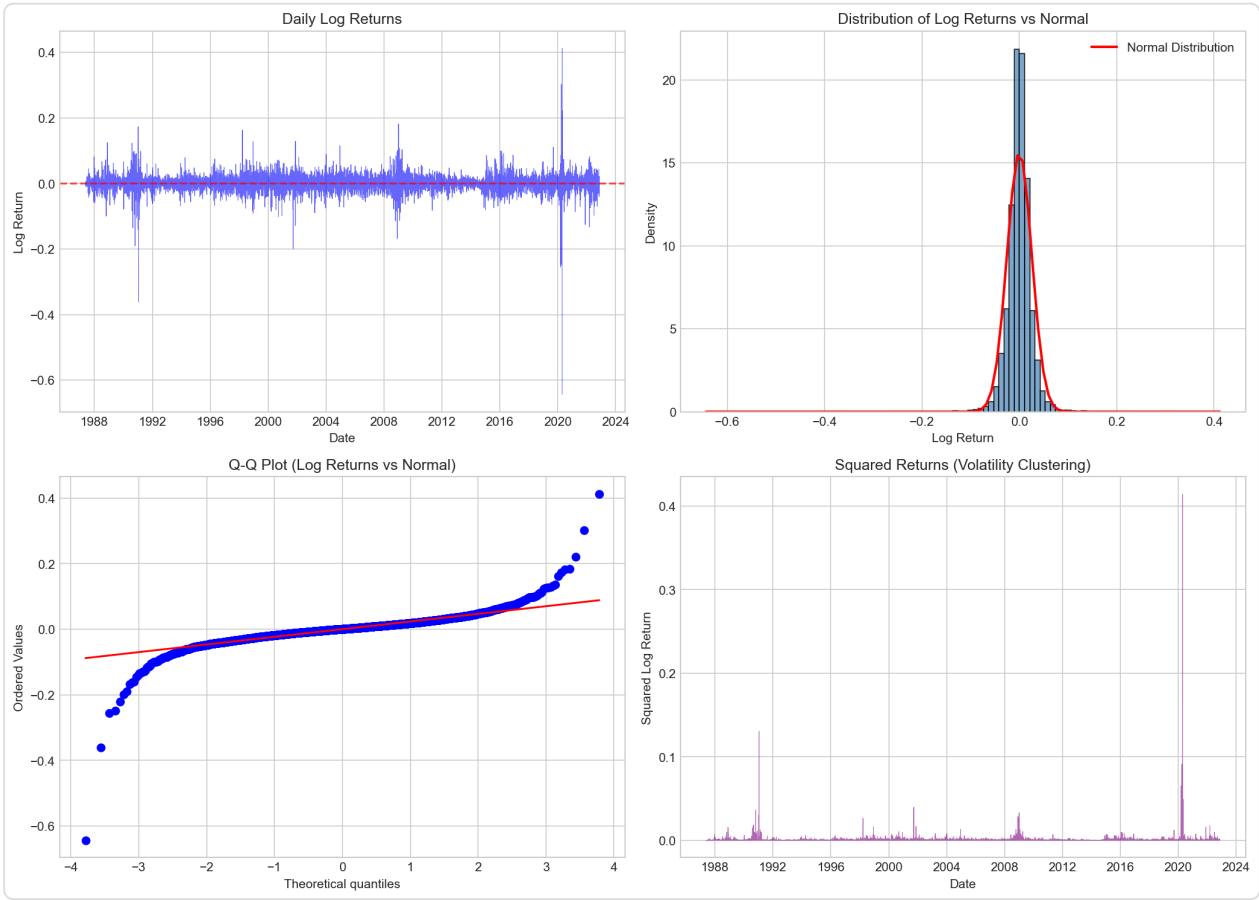 Daily Log Returns
0.4
0.2
0.0
−0.2
−0.4
−0.6
Log Return
1988 1992 1996 2000 2004 2008 2012 2016 2020 2024
Date
Distribution of Log Returns vs Normal
Normal Distribution
20
15
10
5
0
Density
−0.6 −0.4 −0.2 0.0 0.2 0.4
Log Return
Q-Q Plot (Log Returns vs Normal)
0.4
0.2
0.0
−0.2
−0.4
−0.6
Ordered Values
−4 −3 −2 −1 0 1 2 3 4
Theoretical quantiles
Squared Returns (Volatility Clustering)
0.4
0.3
0.2
0.1
0.0
Squared Log Return
1988 1992 1996 2000 2004 2008 2012 2016 2020 2024
Date